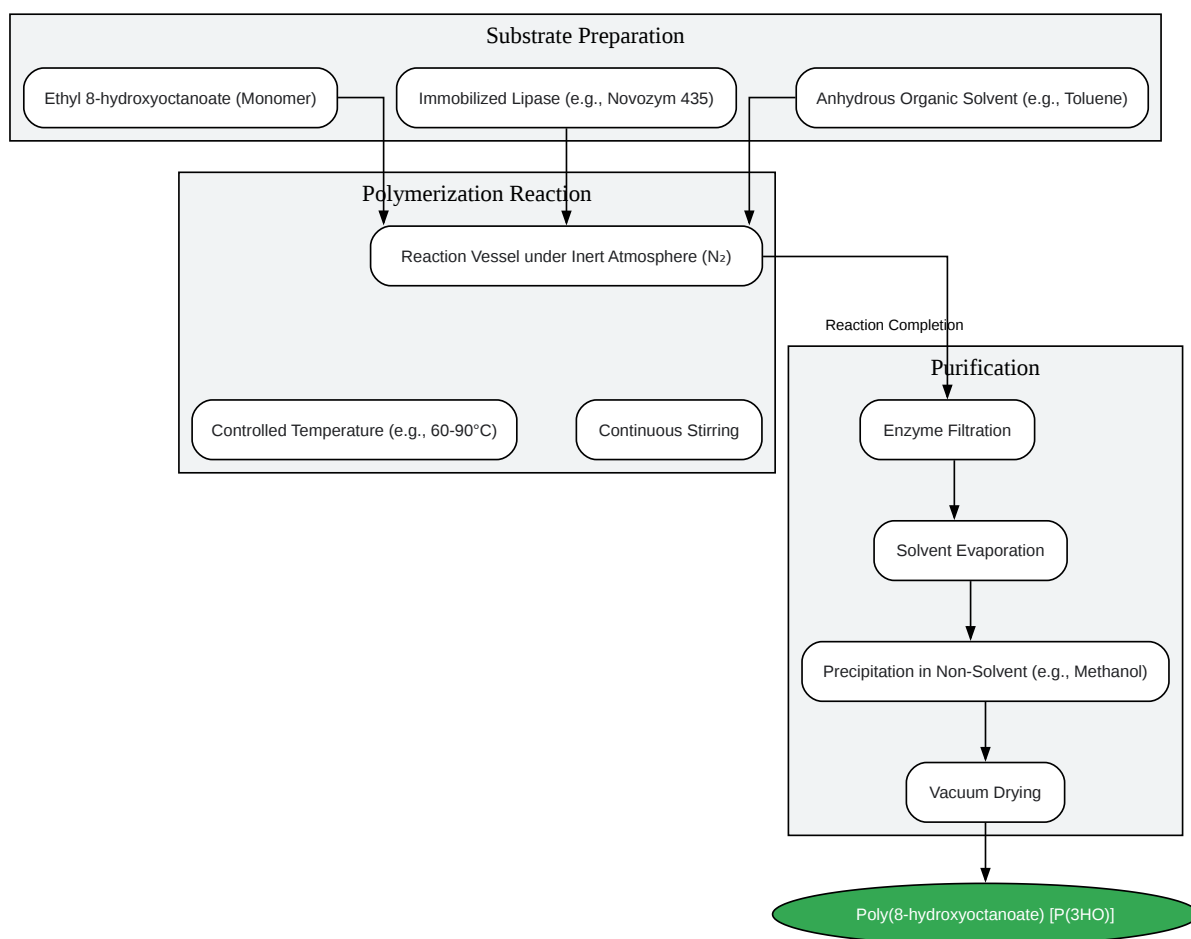 Substrate Preparation
Ethyl 8-hydroxyoctanoate (Monomer)
Immobilized Lipase (e.g., Novozym 435)
Anhydrous Organic Solvent (e.g., Toluene)
Polymerization Reaction
Reaction Vessel under Inert Atmosphere (N₂)
Reaction Completion
Purification
Controlled Temperature (e.g., 60-90°C)
Continuous Stirring
Enzyme Filtration
Solvent Evaporation
Precipitation in Non-Solvent (e.g., Methanol)
Vacuum Drying
Poly(8-hydroxyoctanoate) [P(3HO)]